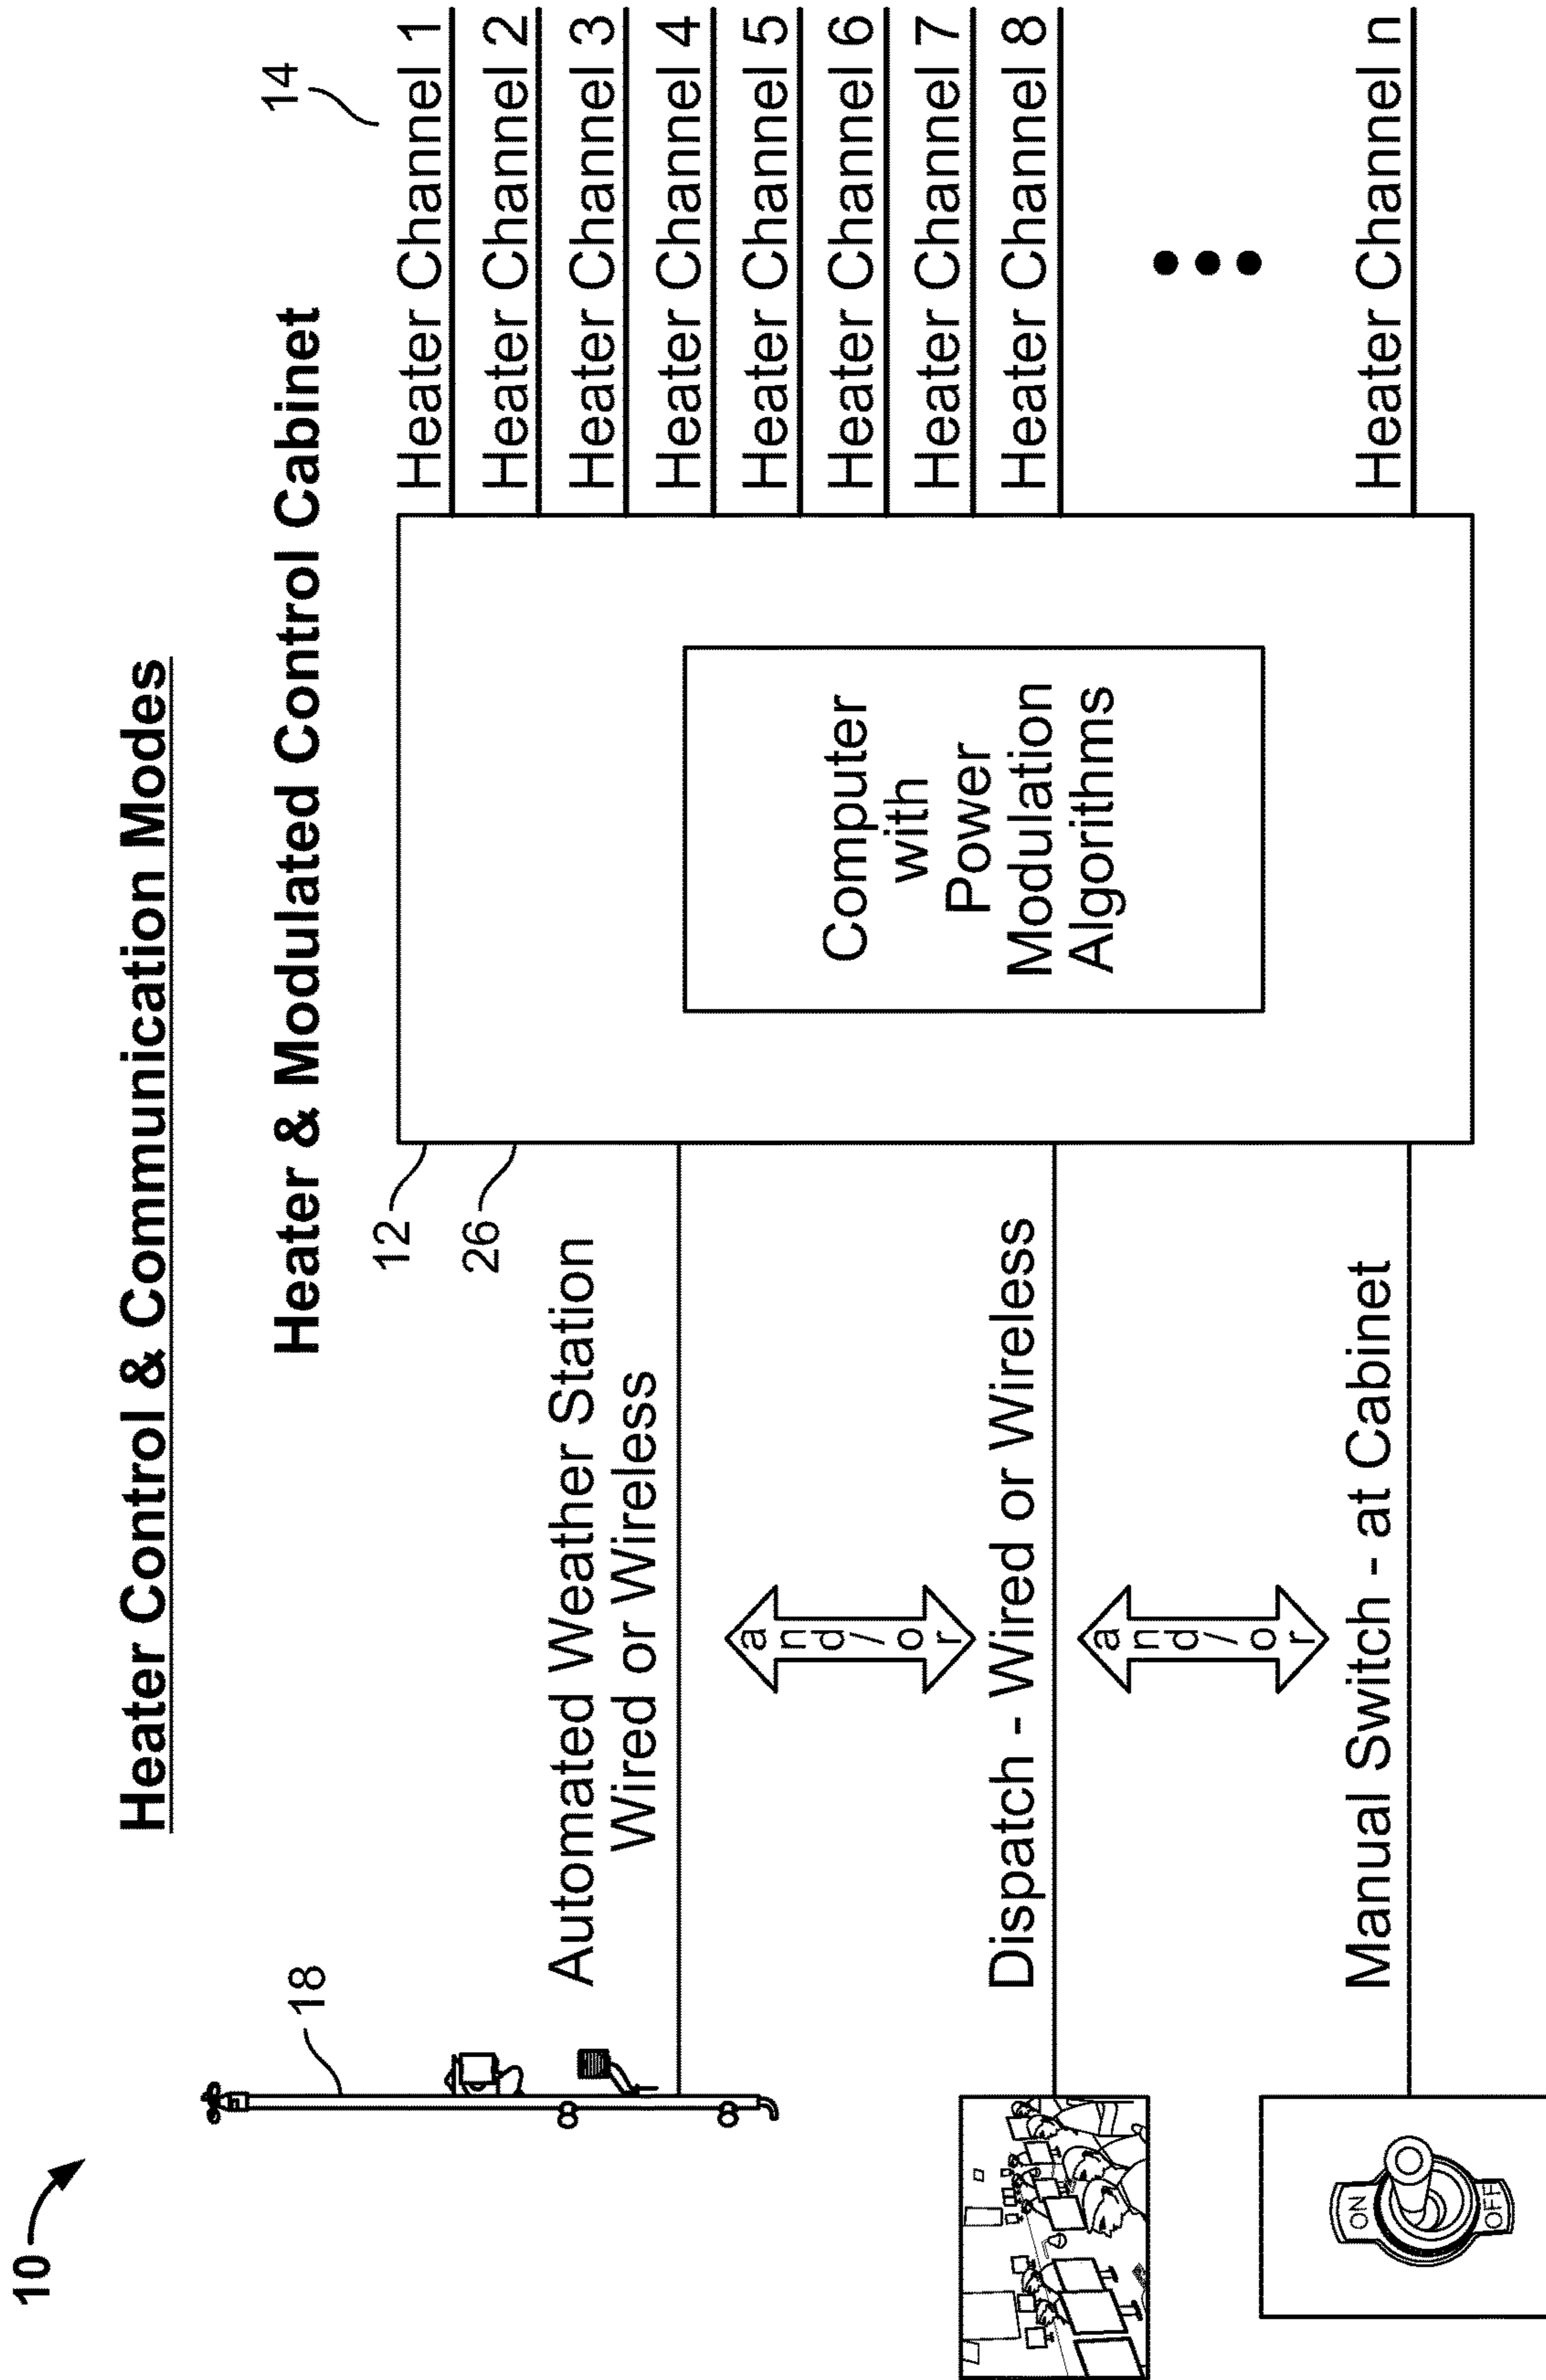 10
Heater Control & Communication Modes
Heater & Modulated Control Cabinet
14
18
12
26
Automated Weather Station
Wired or Wireless
and/or
Dispatch - Wired or Wireless
and/or
Manual Switch - at Cabinet
ON
OFF
Computer
with
Power
Modulation
Algorithms
Heater Channel 1
Heater Channel 2
Heater Channel 3
Heater Channel 4
Heater Channel 5
Heater Channel 6
Heater Channel 7
Heater Channel 8
Heater Channel n